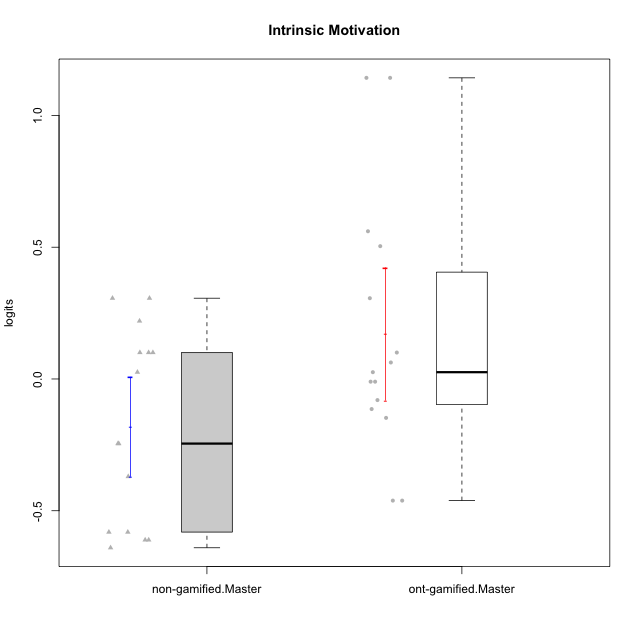 Intrinsic Motivation
logits
1.0
0.5
0.0
-0.5
non-gamified.Master
ont-gamified.Master